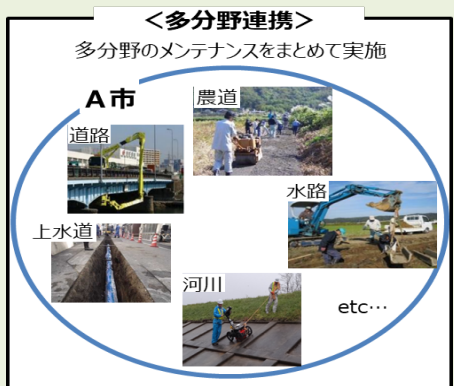 ＜多分野連携＞
多分野のメンテナンスをまとめて実施
A市
農道
道路
水路
上水道
河川
etc…